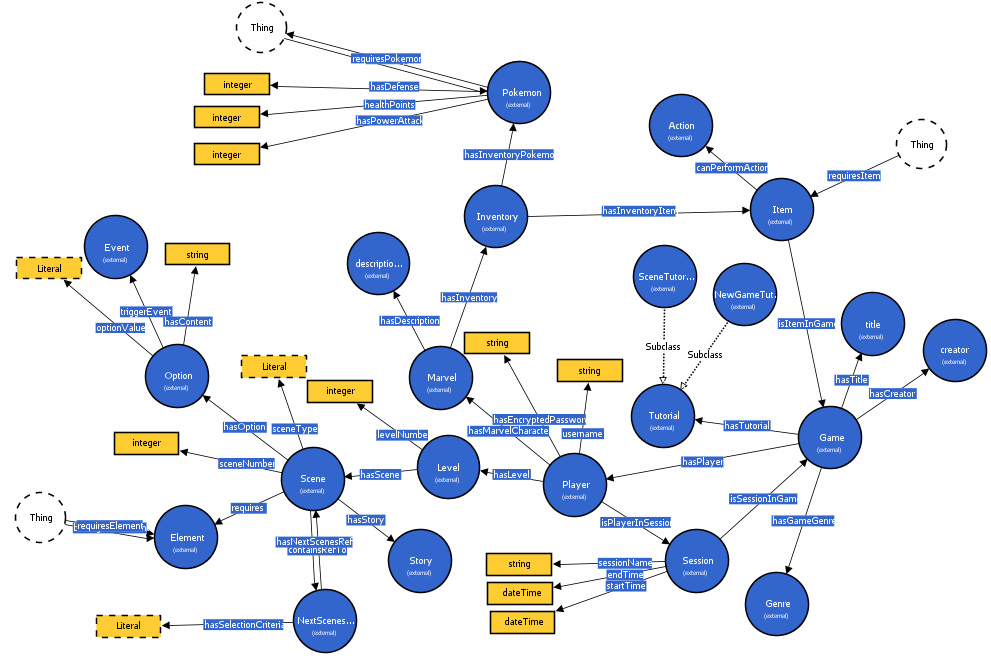 Thing
requiresPokemon
integer
hasDefense
Pokemon
(external)
healthPoints
integer
hasPowerAttack
integer
Action
(external)
Thing
hasInventoryPokemo
canPerformAction
requiresItem
Inventory
(external)
hasInventoryItem
Item
(external)
Event
(external)
string
Literal
descriptio...
(external)
SceneTutor...
(external)
NewGameTut...
(external)
hasInventory
triggerEvent
hasContent
optionValue
hasDescription
isItemInGame
title
(external)
creator
(external)
string
Subclass
Subclass
Literal
string
Option
(external)
Marvel
(external)
integer
hasTitle
hasCreator
Tutorial
(external)
hasEncryptedPasswor
hasMarvelCharacte
username
hasOption
sceneType
levelNumbe
hasTutorial
Game
(external)
integer
sceneNumber
hasScene
Level
(external)
hasLevel
hasPlayer
Scene
(external)
Player
(external)
isSessionInGam
requires
hasStory
isPlayerInSession
hasGameGenre
Thing
requiresElement
Element
(external)
hasNextScenesRef
containsRefTo
Story
(external)
string
sessionName
Session
(external)
endTime
startTime
dateTime
dateTime
Genre
(external)
Literal
hasSelectionCriteria
NextScenes...
(external)